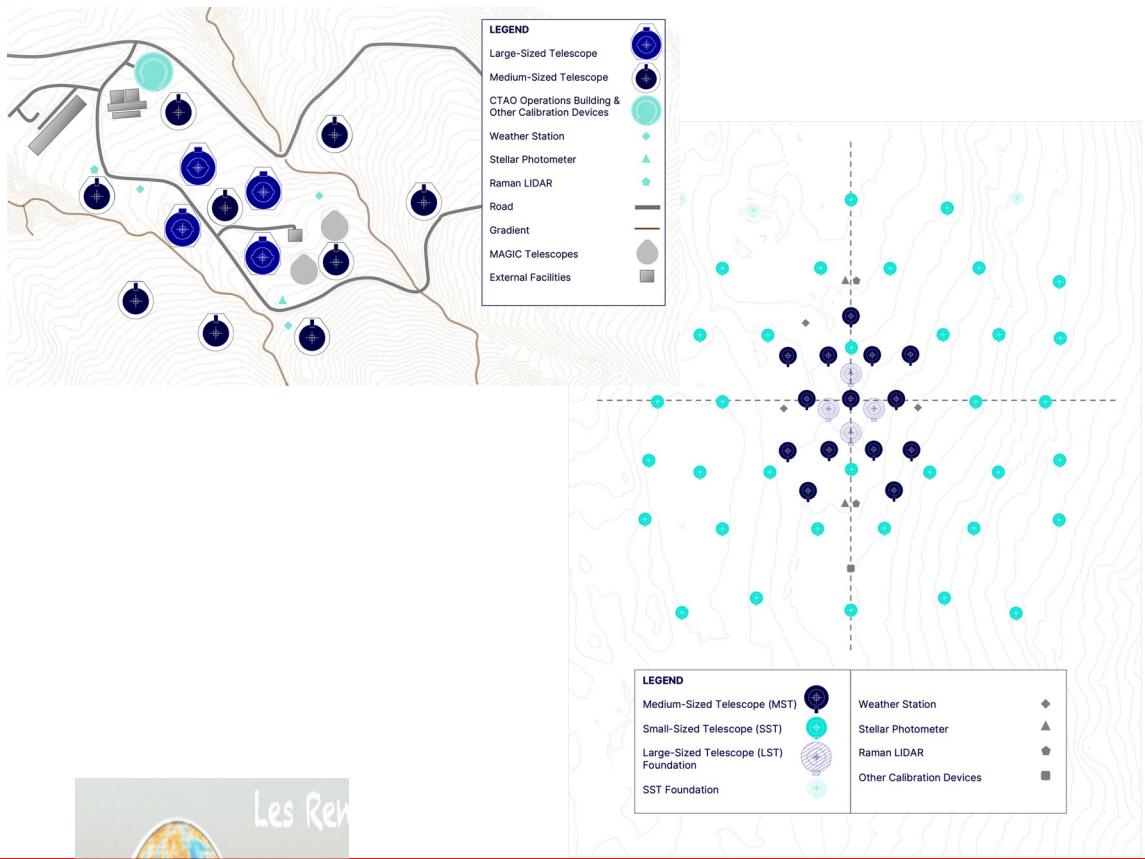 LEGEND
Large-Sized Telescope
Medium-Sized Telescope
CTAO Operations Building &
Other Calibration Devices
Weather Station
Stellar Photometer
Raman LIDAR
Road
Gradient
MAGIC Telescopes
External Facilities
LEGEND
Medium-Sized Telescope (MST)
Small-Sized Telescope (SST)
Large-Sized Telescope (LST)
Foundation
SST Foundation
Weather Station
Stellar Photometer
Raman LIDAR
Other Calibration Devices
Les